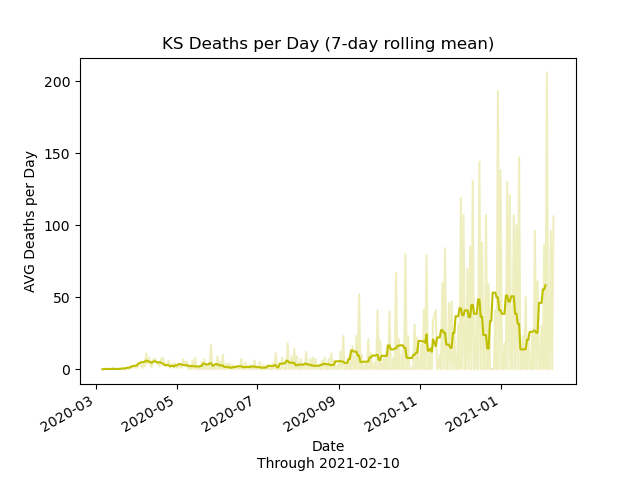 KS Deaths per Day (7-day rolling mean)
AVG Deaths per Day
200
150
100
50
0
2020-03
2020-05
2020-07
2020-09
2020-11
2021-01
Date
Through 2021-02-10